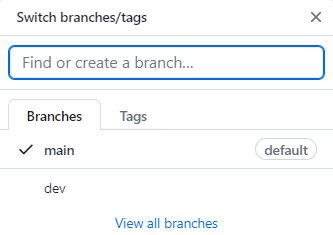 Switch branches/tags
Find or create a branch...
Branches
Tags
main
default
dev
View all branches